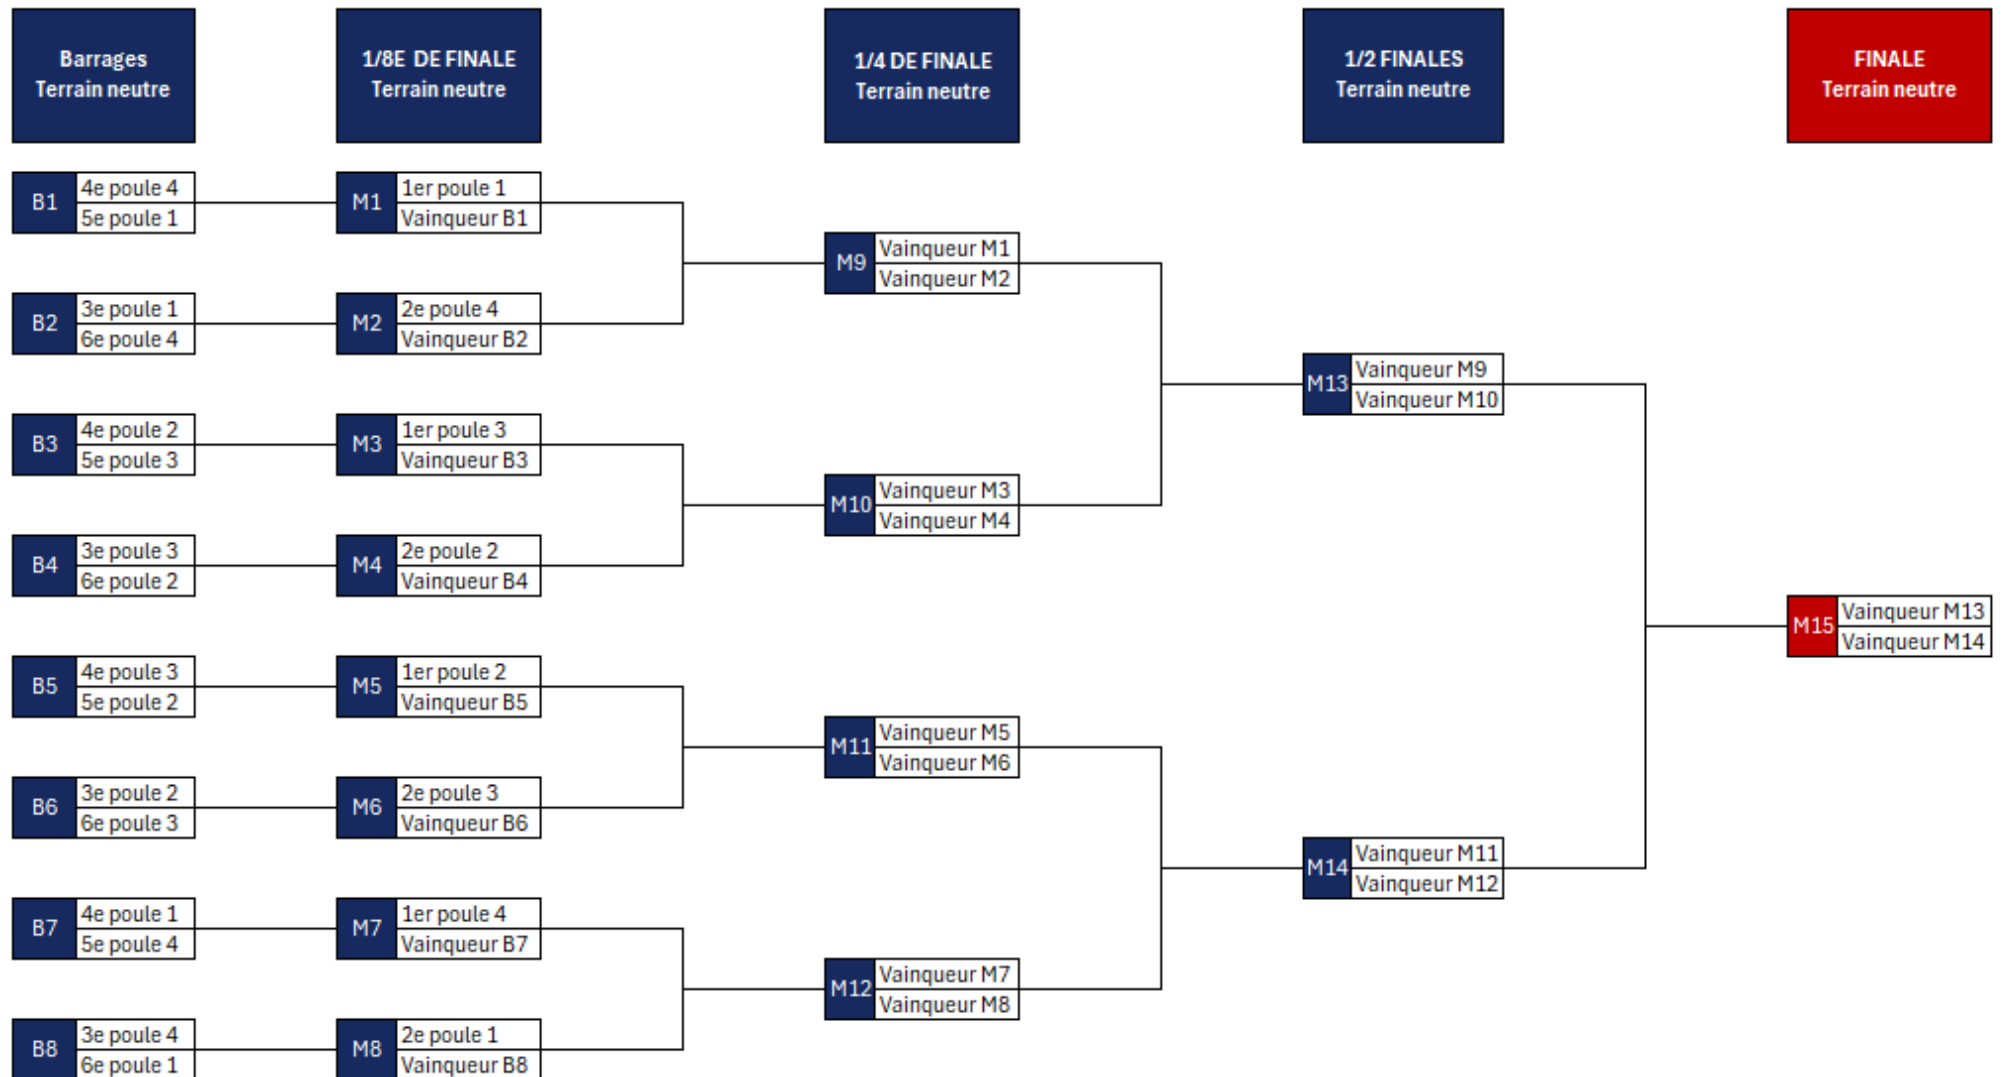 Barrages
Terrain neutre
1/8E DE FINALE
Terrain neutre
1/4 DE FINALE
Terrain neutre
1/2 FINALES
Terrain neutre
FINALE
Terrain neutre
B1
4e poule 4
5e poule 1
B2
3e poule 1
6e poule 4
B3
4e poule 2
5e poule 3
B4
3e poule 3
6e poule 2
B5
4e poule 3
5e poule 2
B6
3e poule 2
6e poule 3
B7
4e poule 1
5e poule 4
B8
3e poule 4
6e poule 1
M1
1er poule 1
Vainqueur B1
M2
2e poule 4
Vainqueur B2
M3
1er poule 3
Vainqueur B3
M4
2e poule 2
Vainqueur B4
M5
1er poule 2
Vainqueur B5
M6
2e poule 3
Vainqueur B6
M7
1er poule 4
Vainqueur B7
M8
2e poule 1
Vainqueur B8
M9
Vainqueur M1
Vainqueur M2
M10
Vainqueur M3
Vainqueur M4
M11
Vainqueur M5
Vainqueur M6
M12
Vainqueur M7
Vainqueur M8
M13
Vainqueur M9
Vainqueur M10
M14
Vainqueur M11
Vainqueur M12
M15
Vainqueur M13
Vainqueur M14